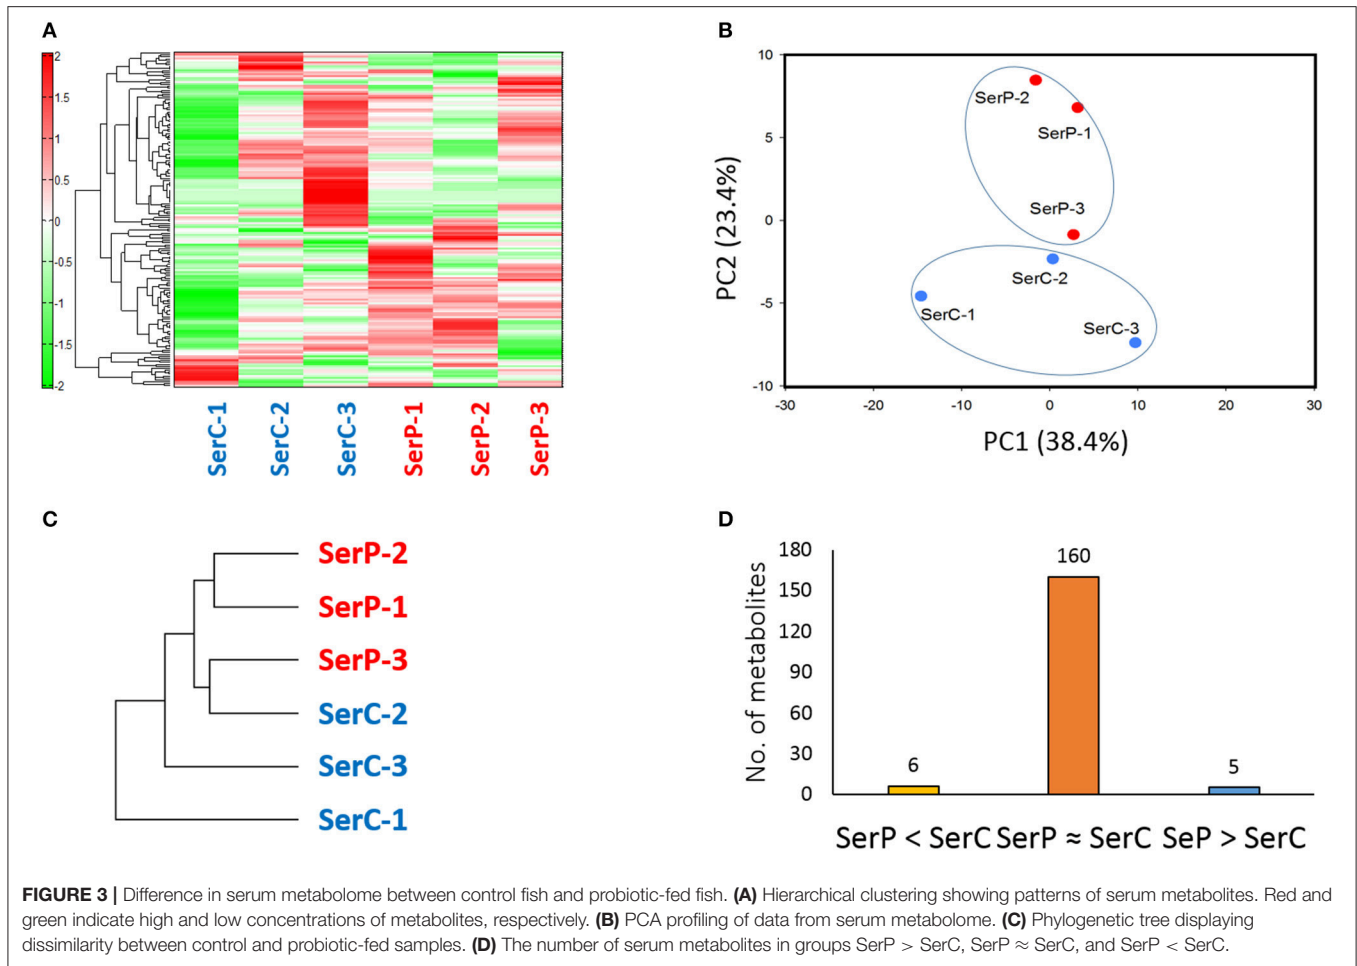 A
2
1.5
1
0.5
0
-0.5
-1
-1.5
-2
SerC-1
SerC-2
SerC-3
SerP-1
SerP-2
SerP-3
B
10
5
0
-5
-10
-30
-20
-10
0
10
20
30
PC2 (23.4%)
PC1 (38.4%)
SerP-2
SerP-1
SerP-3
SerC-2
SerC-1
SerC-3
C
SerP-2
SerP-1
SerP-3
SerC-2
SerC-3
SerC-1
D
No. of metabolites
180
150
120
90
60
30
0
6
160
5
SerP < SerC SerP ≈ SerC SeP > SerC
FIGURE 3 | Difference in serum metabolome between control fish and probiotic-fed fish. (A) Hierarchical clustering showing patterns of serum metabolites. Red and
green indicate high and low concentrations of metabolites, respectively. (B) PCA profiling of data from serum metabolome. (C) Phylogenetic tree displaying
dissimilarity between control and probiotic-fed samples. (D) The number of serum metabolites in groups SerP > SerC, SerP ≈ SerC, and SerP < SerC.